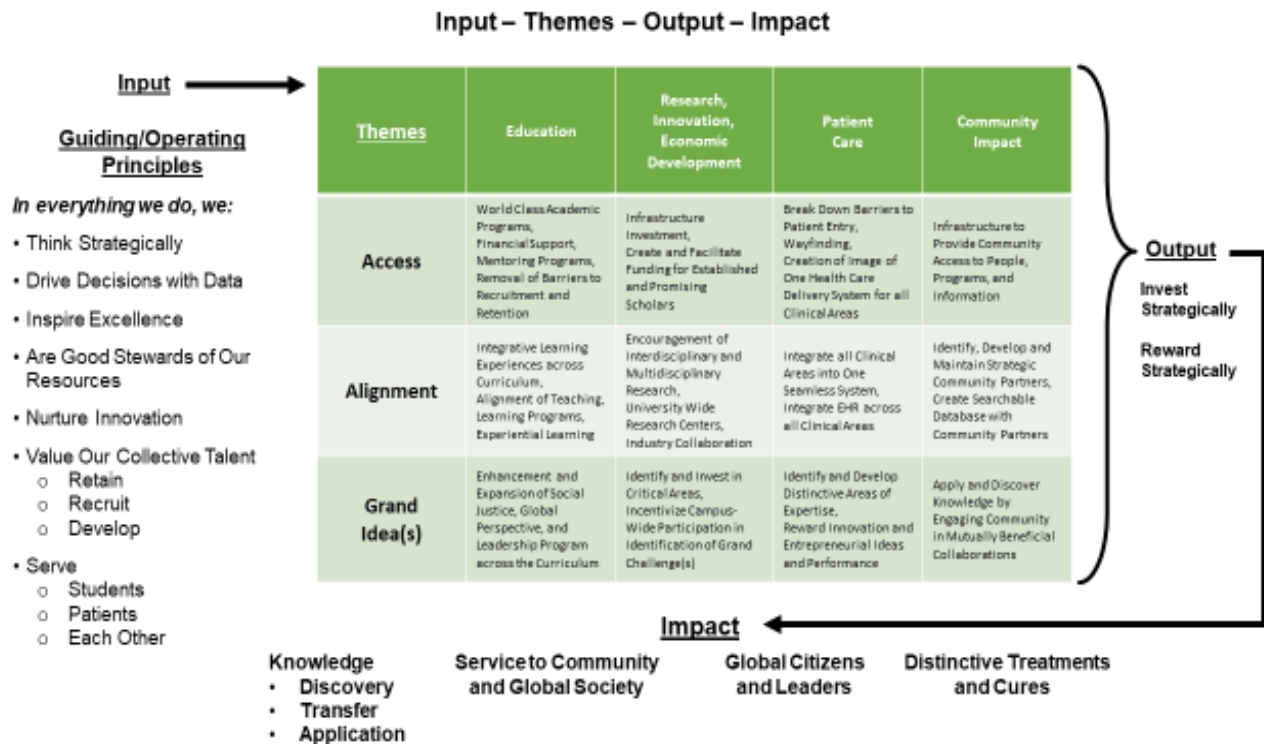 Input – Themes – Output – Impact
Input
Guiding/Operating
Principles
In everything we do, we:
• Think Strategically
• Drive Decisions with Data
• Inspire Excellence
• Are Good Stewards of Our
Resources
• Nurture Innovation
• Value Our Collective Talent
o Retain
o Recruit
o Develop
• Serve
o Students
o Patients
o Each Other
Themes
Education
Research,
Innovation,
Economic
Development
Patient
Care
Community
Impact
Access
World Class Academic
Programs,
Financial Support,
Mentoring Programs,
Removal of Barriers to
Recruitment and
Retention
Infrastructure
Investment,
Create and Facilitate
Funding for Established
and Promising
Scholars
Break Down Barriers to
Patient Entry,
Wayfinding,
Creation of Image of
One Health Care
Delivery System for all
Clinical Areas
Infrastructure to
Provide Community
Access to People,
Programs, and
Information
Alignment
Integrative Learning
Experiences across
Curriculum,
Alignment of Teaching,
Learning Programs,
Experiential Learning
Encouragement of
Interdisciplinary and
Multidisciplinary
Research,
University Wide
Research Centers,
Industry Collaboration
Integrate all Clinical
Areas into One
Seamless System,
Integrate EHR across
all Clinical Areas
Identify, Develop and
Maintain Strategic
Community Partners,
Create Searchable
Database with
Community Partners
Grand
Idea(s)
Enhancement and
Expansion of Social
Justice, Global
Perspective, and
Leadership Program
across the Curriculum
Identify and Invest in
Critical Areas,
Incentivize Campus-
Wide Participation in
Identification of Grand
Challenge(s)
Identify and Develop
Distinctive Areas of
Expertise,
Reward Innovation and
Entrepreneurial Ideas
and Performance
Apply and Discover
Knowledge by
Engaging Community
in Mutually Beneficial
Collaborations
Output
Invest
Strategically
Reward
Strategically
Impact
Knowledge
• Discovery
• Transfer
• Application
Service to Community
and Global Society
Global Citizens
and Leaders
Distinctive Treatments
and Cures